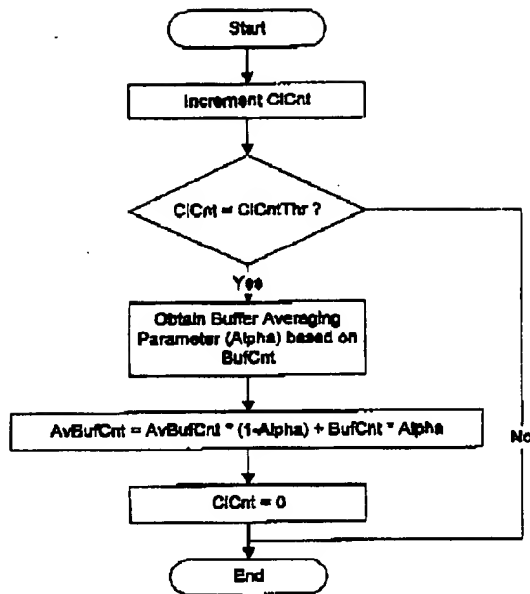 Start
Increment ClCnt
ClCnt = ClCntThr ?
Yes
Obtain Buffer Averaging
Parameter (Alpha) based on
BufCnt
AvBufCnt = AvBufCnt * (1-Alpha) + BufCnt * Alpha
No
ClCnt = 0
End